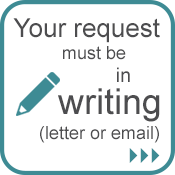 Your request
must be
in
writing
(letter or email)